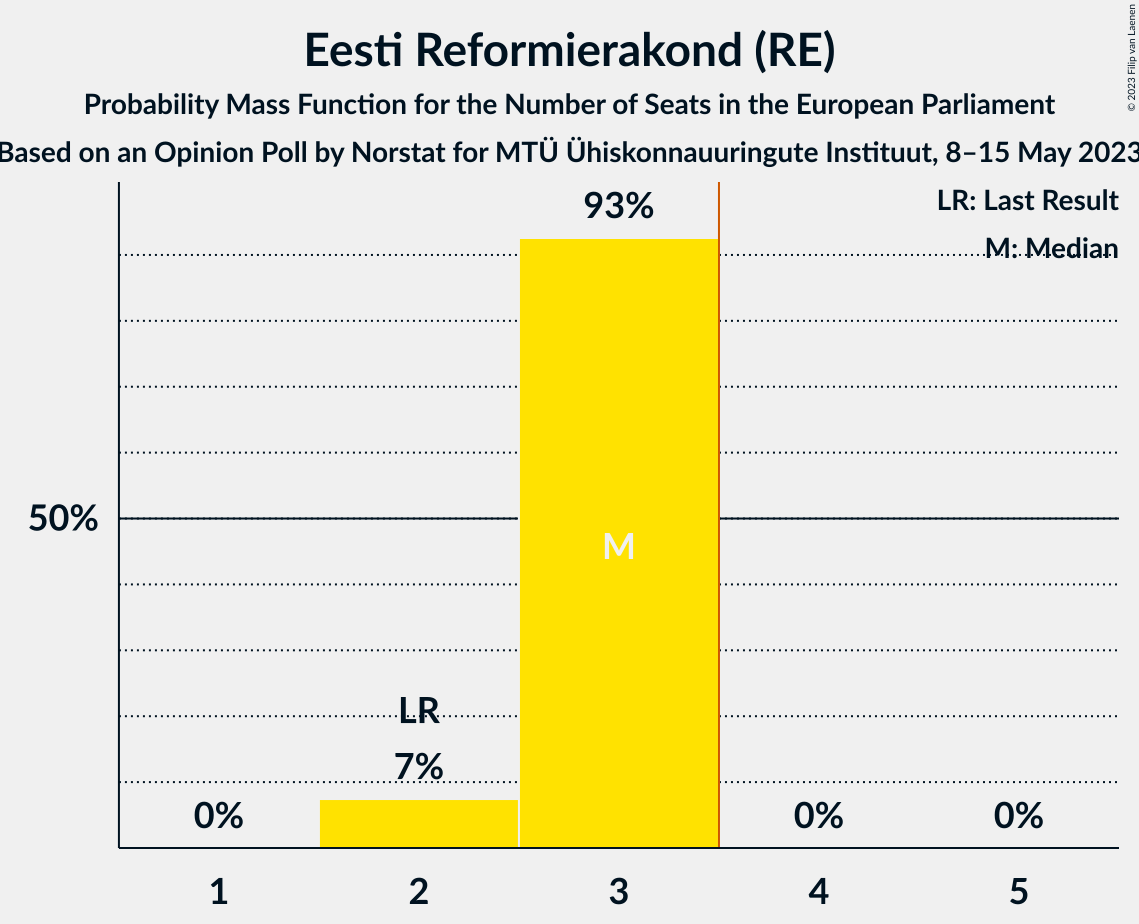 Eesti Reformierakond (RE)
Probability Mass Function for the Number of Seats in the European Parliament
Based on an Opinion Poll by Norstat for MTÜ Ühiskonnauuringute Instituut, 8–15 May 2023
© 2023 Filip van Laenen
LR: Last Result
M: Median
93%
50%
M
LR
7%
0%
0%
0%
1
2
3
4
5